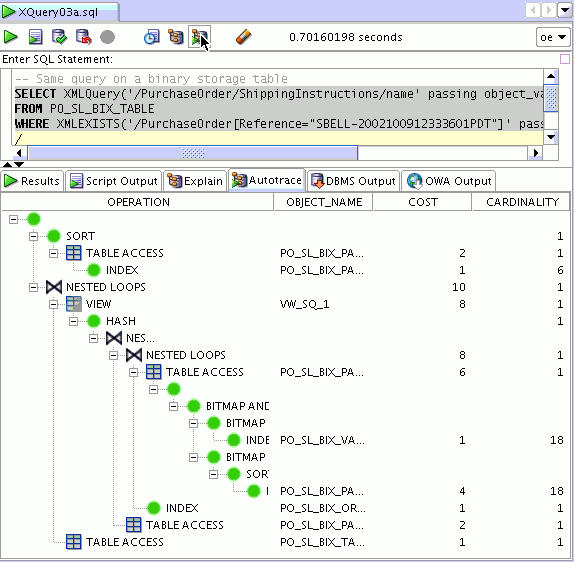 XQuery03a.sql
0.70160198 seconds
oe
Enter SQL Statement:
-- Same query on a binary storage table
SELECT XMLQuery('/PurchaseOrder/ShippingInstructions/name' passing object_va
FROM PO_SL_BIX_TABLE
WHERE XMLEXISTS('/PurchaseOrder[Reference="SBELL-2002100912333601PDT"]' pass
/
Results Script Output Explain Autotrace DBMS Output OWA Output
OPERATION OBJECT_NAME COST CARDINALITY
SORT 1
TABLE ACCESS PO_SL_BIX_PA... 2 1
INDEX PO_SL_BIX_PA... 1 6
NESTED LOOPS 10 1
VIEW VW_SQ_1 8 1
HASH 1
NES...
NESTED LOOPS 8 1
TABLE ACCESS PO_SL_BIX_PA... 6 1
BITMAP AND
BITMAP
INDE PO_SL_BIX_VA... 1 18
BITMAP
SOR
I PO_SL_BIX_PA... 4 18
INDEX PO_SL_BIX_OR... 1 1
TABLE ACCESS PO_SL_BIX_PA... 2 1
TABLE ACCESS PO_SL_BIX_TA... 1 1